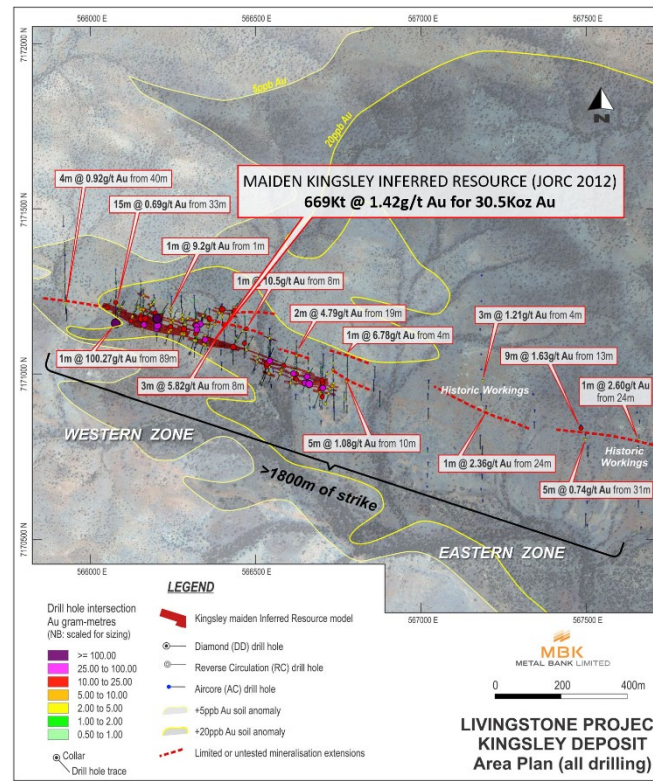 566000 E
566500 E
567000 E
567500 E
7172000 N
7171500 N
7171000 N
7170500 N
5ppb Au
20ppb Au
N
4m @ 0.92g/t Au from 40m
15m @ 0.69g/t Au from 33m
MAIDEN KINGSLEY INFERRED RESOURCE (JORC 2012)
669Kt @ 1.42g/t Au for 30.5Koz Au
1m @ 9.2g/t Au from 1m
1m @ 10.5g/t Au from 8m
2m @ 4.79g/t Au from 19m
3m @ 1.21g/t Au from 4m
1m @ 6.78g/t Au from 4m
9m @ 1.63g/t Au from 13m
1m @ 100.27g/t Au from 89m
3m @ 5.82g/t Au from 8m
Historic Workings
1m @ 2.60g/t Au
from 24m
5m @ 1.08g/t Au from 10m
1m @ 2.36g/t Au from 24m
Historic
Workings
5m @ 0.74g/t Au from 31m
WESTERN ZONE
>1800m of strike
EASTERN ZONE
LEGEND
Drill hole intersection
Au gram-metres
(NB: scaled for sizing)
>= 100.00
25.00 to 100.00
10.00 to 25.00
5.00 to 10.00
2.00 to 5.00
1.00 to 2.00
0.50 to 1.00
Collar
Drill hole trace
Kingsley maiden Inferred Resource model
Diamond (DD) drill hole
Reverse Circulation (RC) drill hole
Aircore (AC) drill hole
+5ppb Au soil anomaly
+20ppb Au soil anomaly
Limited or untested mineralisation extensions
MBK
METAL BANK LIMITED
0 200 400m
LIVINGSTONE PROJEC
KINGSLEY DEPOSIT
Area Plan (all drilling)